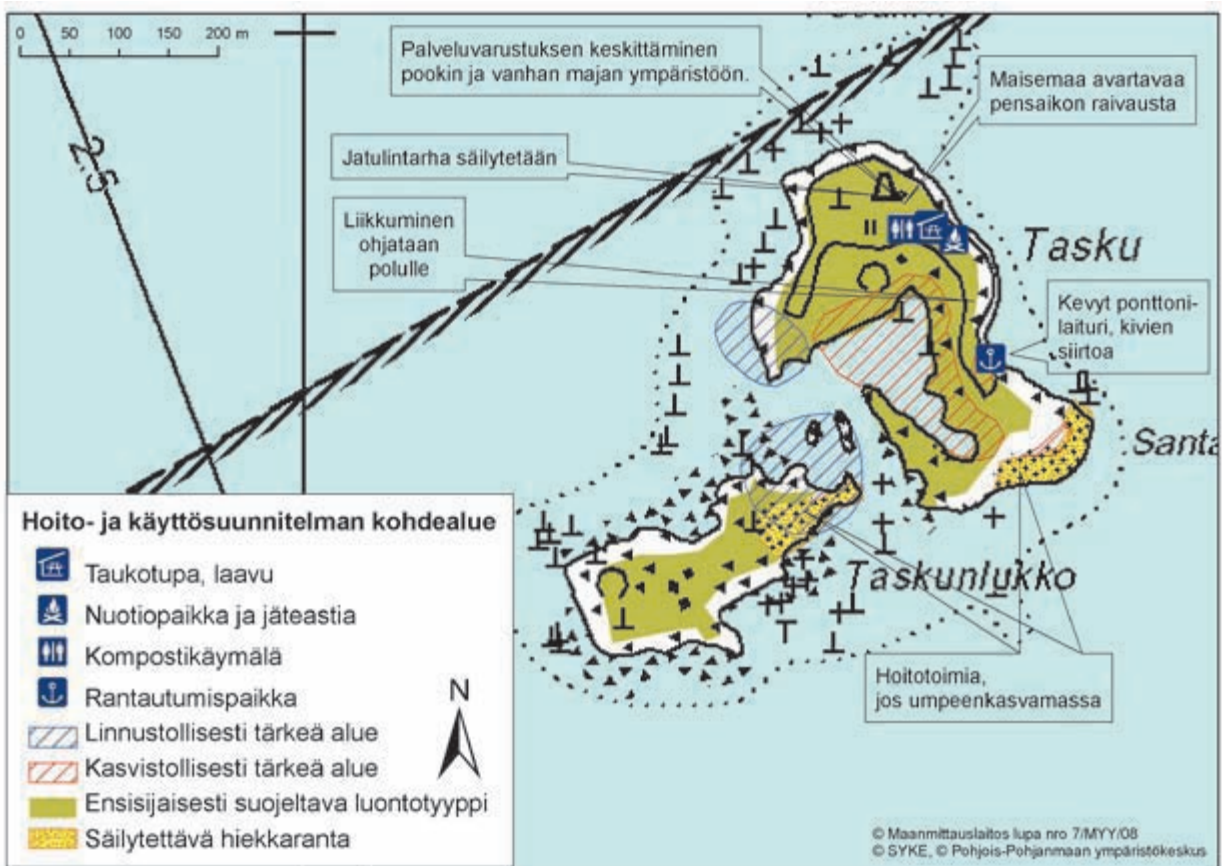 0 50 100 150 200 m
Palveluvarustuksen keskittäminen
pookin ja vanhan majan ympäristöön.
Maisemaa avartavaa
pensaikon raivausta
2.5
Jatulintarha säilytetään
Liikkuminen
ohjataan
polulle
Tasku
Kevyt ponttoni-
laituri, kivien
siirtoa
Santa
Taskunlukko
Hoitotoimia,
jos umpeenkasvamassa
Hoito- ja käyttösuunnitelman kohdealue
Taukotupa, laavu
Nuotiopaikka ja jäteastia
Kompostikäymälä
Rantautumispaikka
Linnustollisesti tärkeä alue
Kasvistollisesti tärkeä alue
Ensisijaisesti suojeltava luontotyyppi
Säilytettävä hiekkaranta
N
© Maanmittauslaitos lupa nro 7/MYY/08
© SYKE, © Pohjois-Pohjanmaan ympäristökeskus